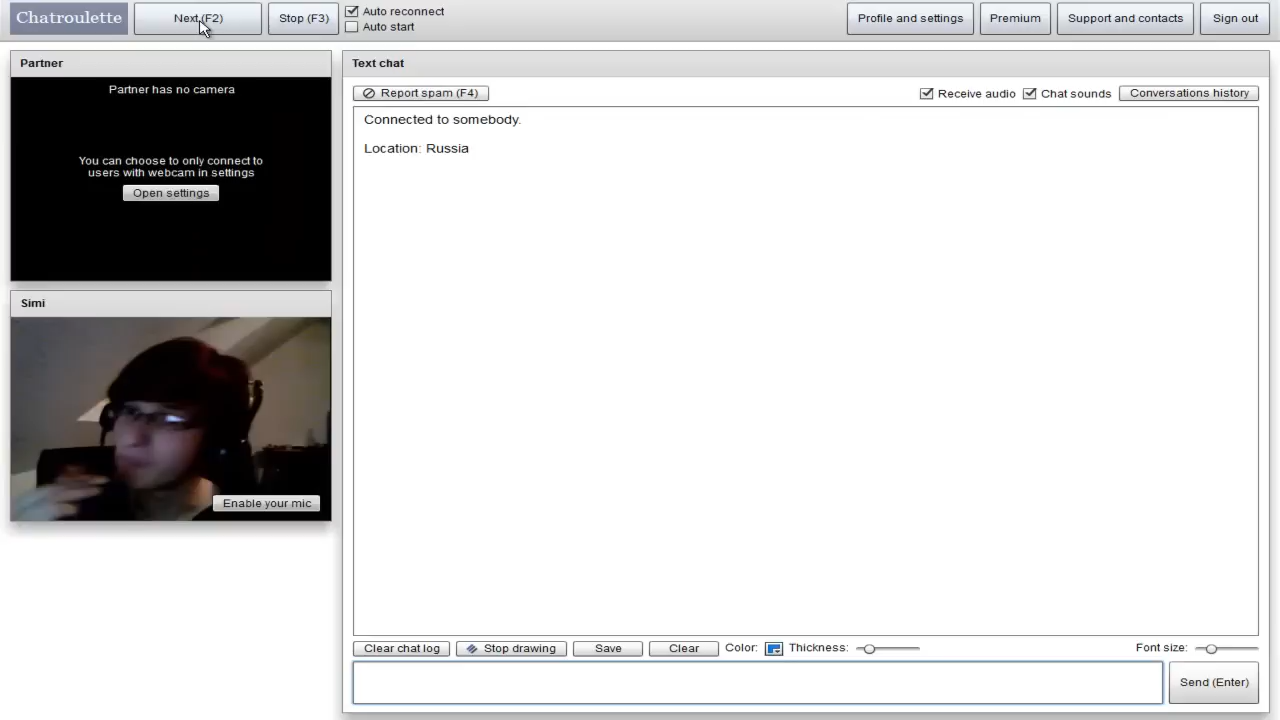 Chatroulette
Next (F2)
Stop (F3)
Auto reconnect
Auto start
Profile and settings
Premium
Support and contacts
Sign out
Partner
Partner has no camera
You can choose to only connect to
users with webcam in settings
Open settings
Simi
Enable your mic
Text chat
Report spam (F4)
Receive audio
Chat sounds
Conversations history
Connected to somebody.
Location: Russia
Clear chat log
Stop drawing
Save
Clear
Color:
Thickness:
Font size:
Send (Enter)